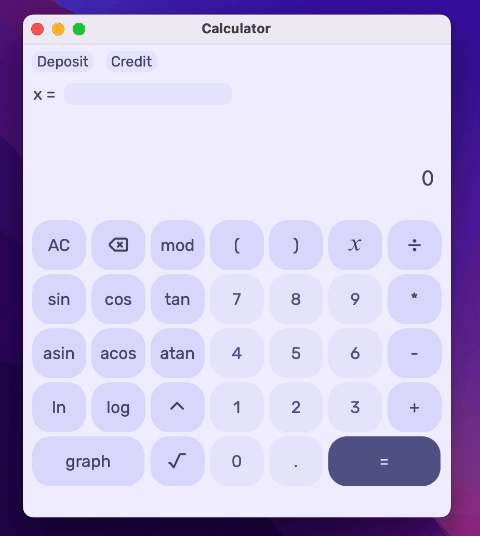 Calculator
Deposit Credit
x =
0
AC mod ( ) x ÷
sin cos tan 7 8 9 *
asin acos atan 4 5 6 -
ln log ^ 1 2 3 +
graph √ 0 . =